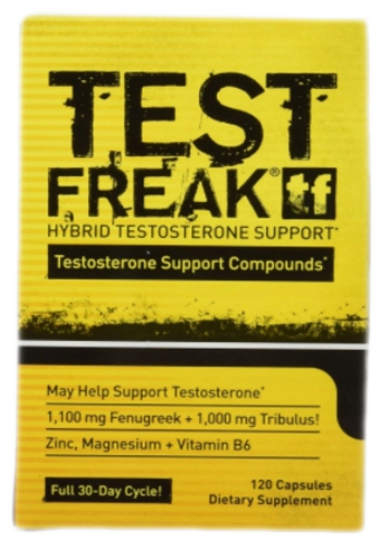 TEST
FREAK® tf
HYBRID TESTOSTERONE SUPPORT*
Testosterone Support Compounds*
May Help Support Testosterone*
1,100 mg Fenugreek + 1,000 mg Tribulus!
Zinc, Magnesium + Vitamin B6
Full 30-Day Cycle!
120 Capsules
Dietary Supplement